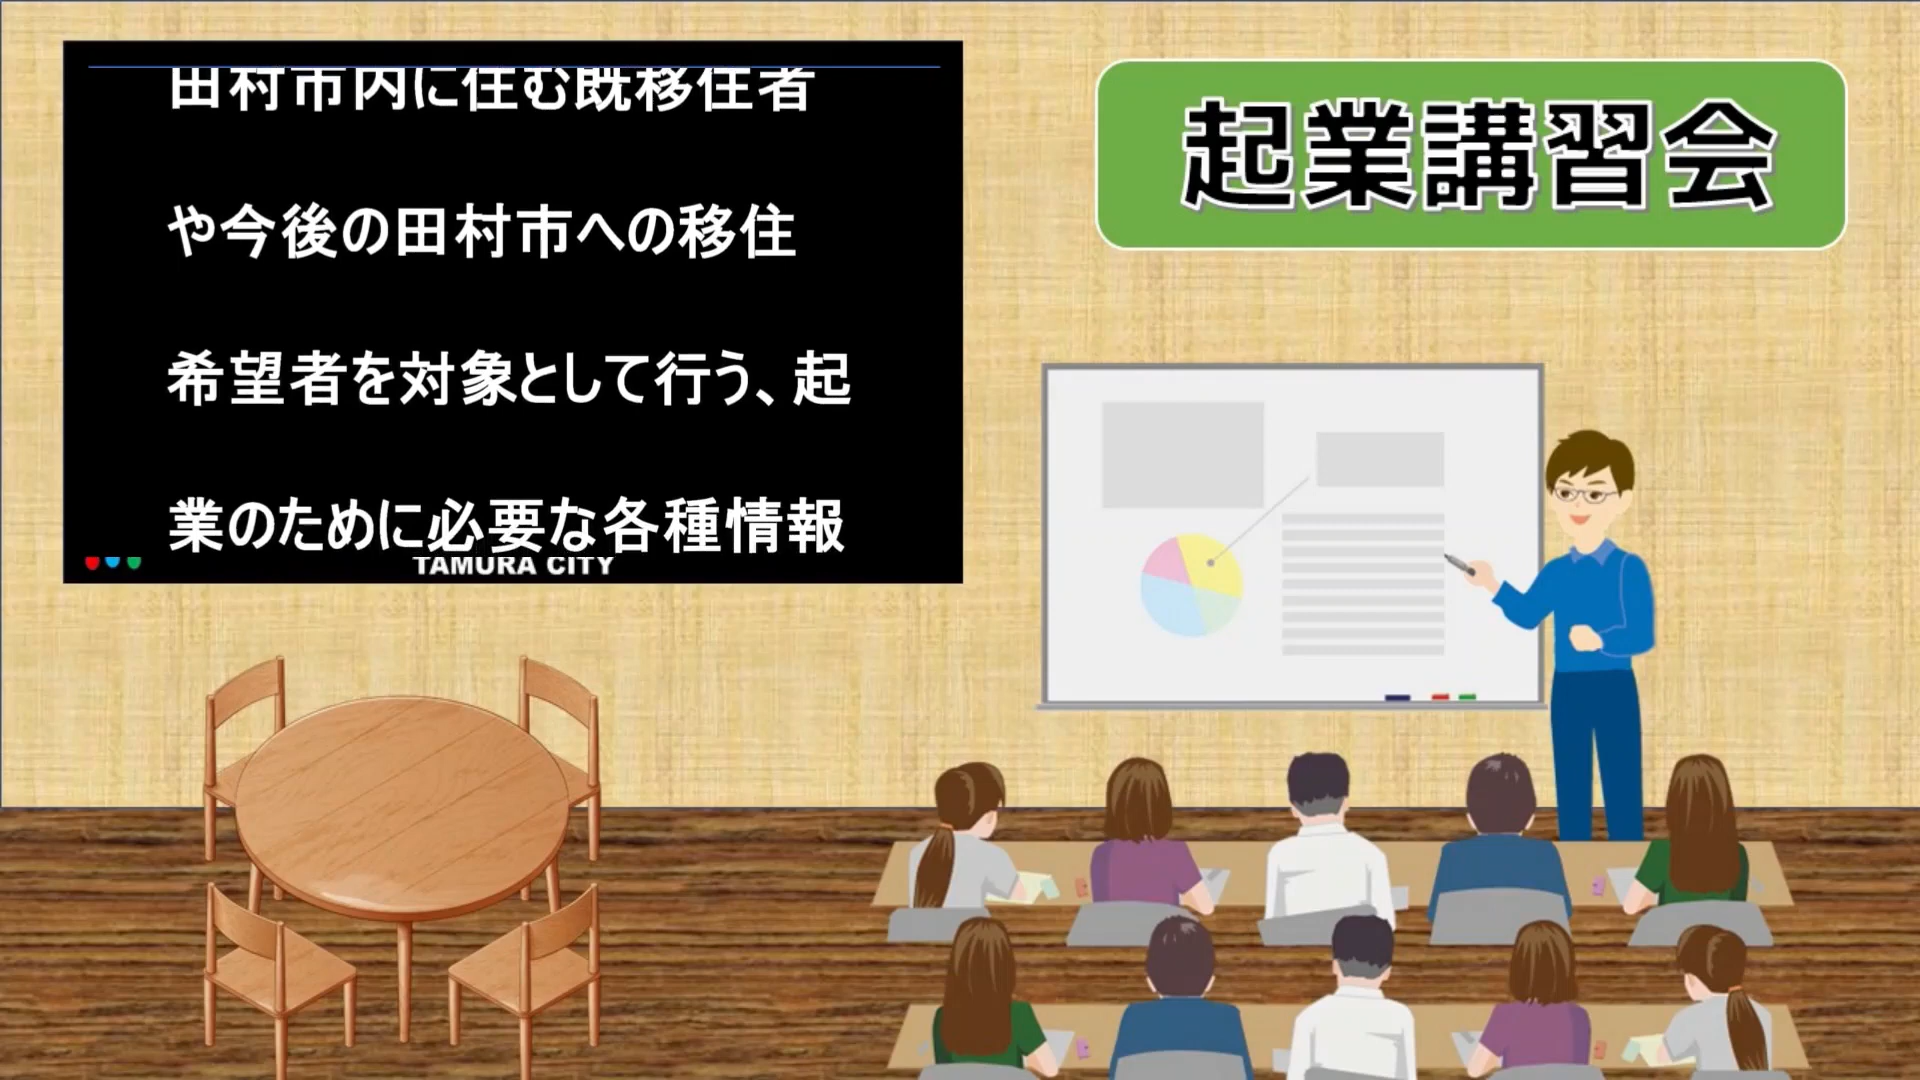 田村市内に住む既移住者
や今後の田村市への移住
希望者を対象として行う、起
業のために必要な各種情報
TAMURA CITY
起業講習会